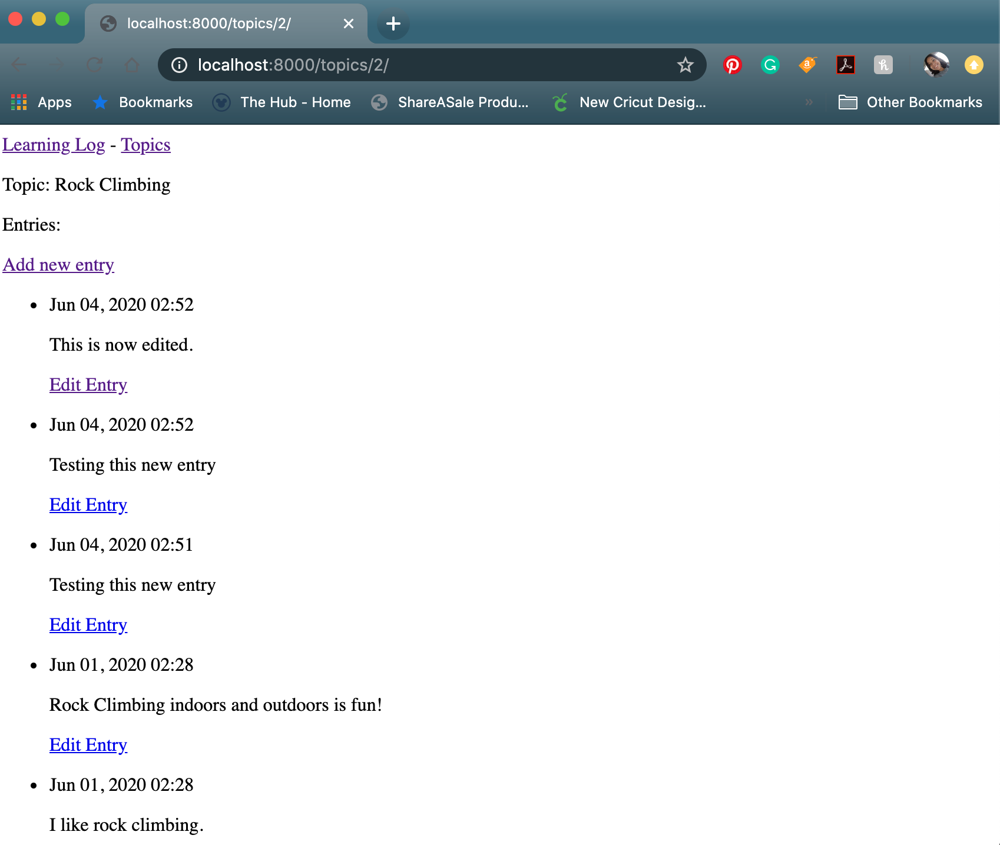 localhost:8000/topics/2/
localhost:8000/topics/2/
Apps Bookmarks The Hub - Home ShareASale Produ... New Cricut Desig... » Other Bookmarks
Learning Log - Topics
Topic: Rock Climbing
Entries:
Add new entry
• Jun 04, 2020 02:52
This is now edited.
Edit Entry
• Jun 04, 2020 02:52
Testing this new entry
Edit Entry
• Jun 04, 2020 02:51
Testing this new entry
Edit Entry
• Jun 01, 2020 02:28
Rock Climbing indoors and outdoors is fun!
Edit Entry
• Jun 01, 2020 02:28
I like rock climbing.